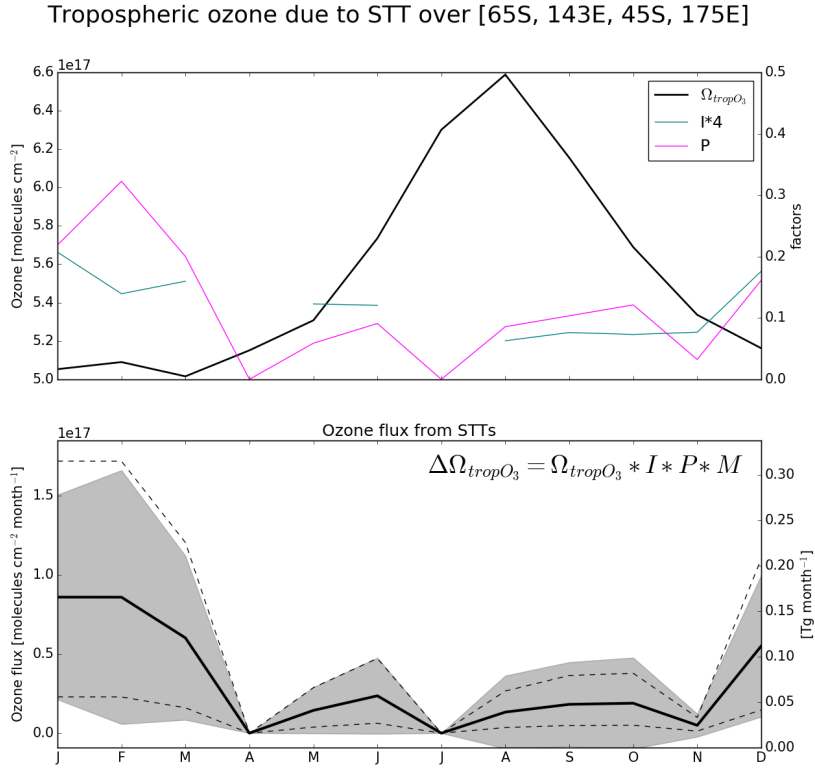 Tropospheric ozone due to STT over [65S, 143E, 45S, 175E]
1e17
6.6
6.4
6.2
6.0
5.8
5.6
5.4
5.2
5.0
Ozone [molecules cm⁻²]
Ω_tropO₃
I*4
P
0.5
0.4
0.3
0.2
0.1
0.0
factors
1e17
Ozone flux from STTs
ΔΩ_tropO₃ = Ω_tropO₃ * I * P * M
1.5
1.0
0.5
0.0
Ozone flux [molecules cm⁻² month⁻¹]
0.30
0.25
0.20
0.15
0.10
0.05
0.00
[Tg month⁻¹]
J F M A M J J A S O N D